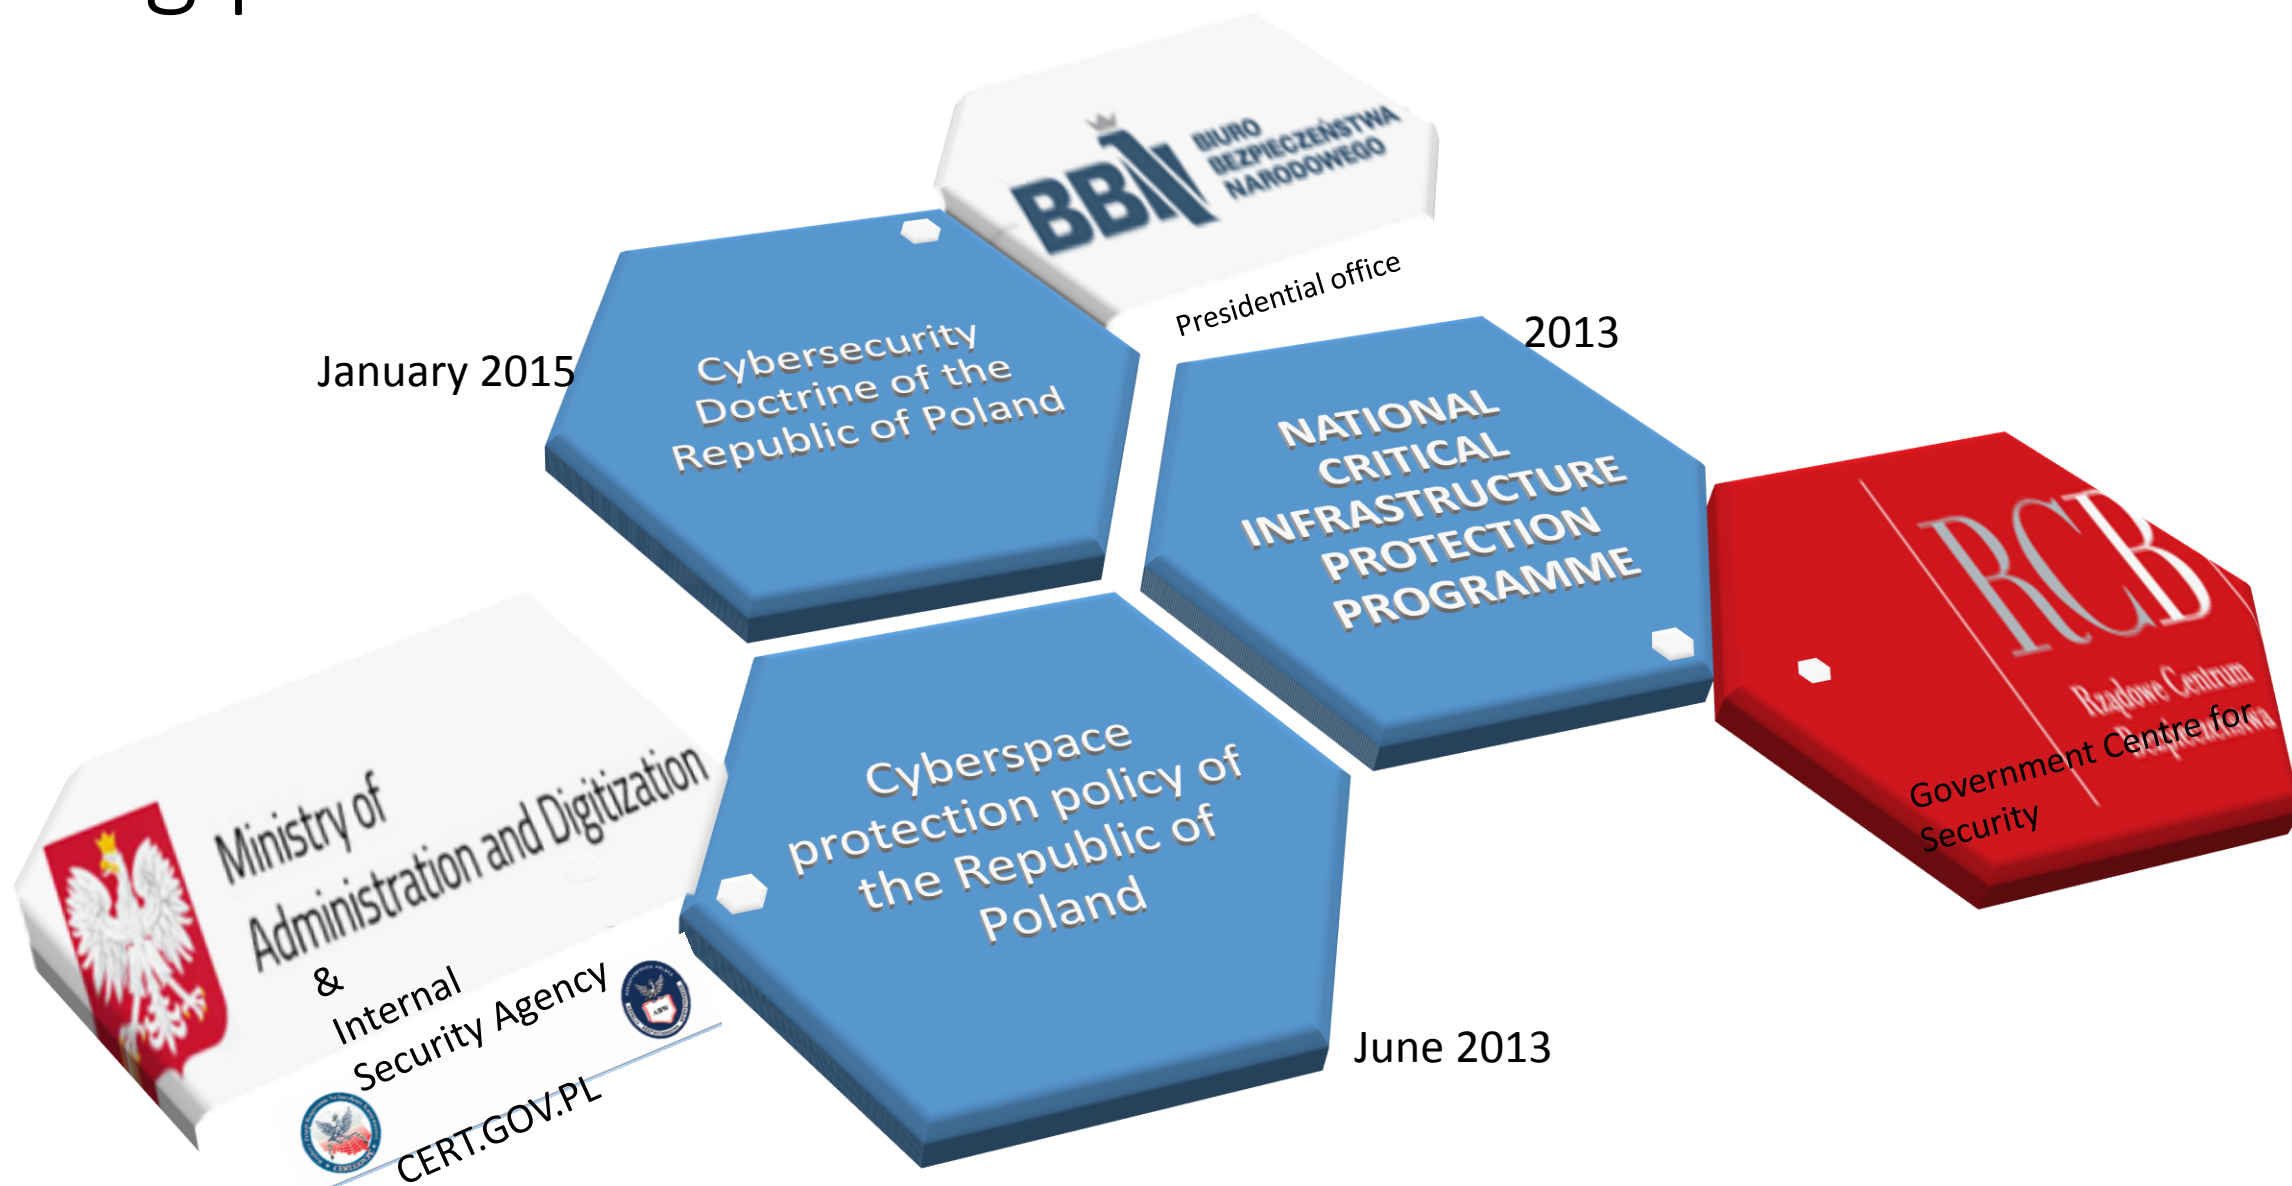 BBN
BIURO
BEZPIECZEŃSTWA
NARODOWEGO
Presidential office
January 2015
Cybersecurity
Doctrine of the
Republic of Poland
2013
NATIONAL
CRITICAL
INFRASTRUCTURE
PROTECTION
PROGRAMME
RCB
Rządowe Centrum
Government Centre for
Security
Ministry of
Administration and Digitization
&
Internal
Security Agency
CERT.GOV.PL
Cyberspace
protection policy of
the Republic of
Poland
June 2013